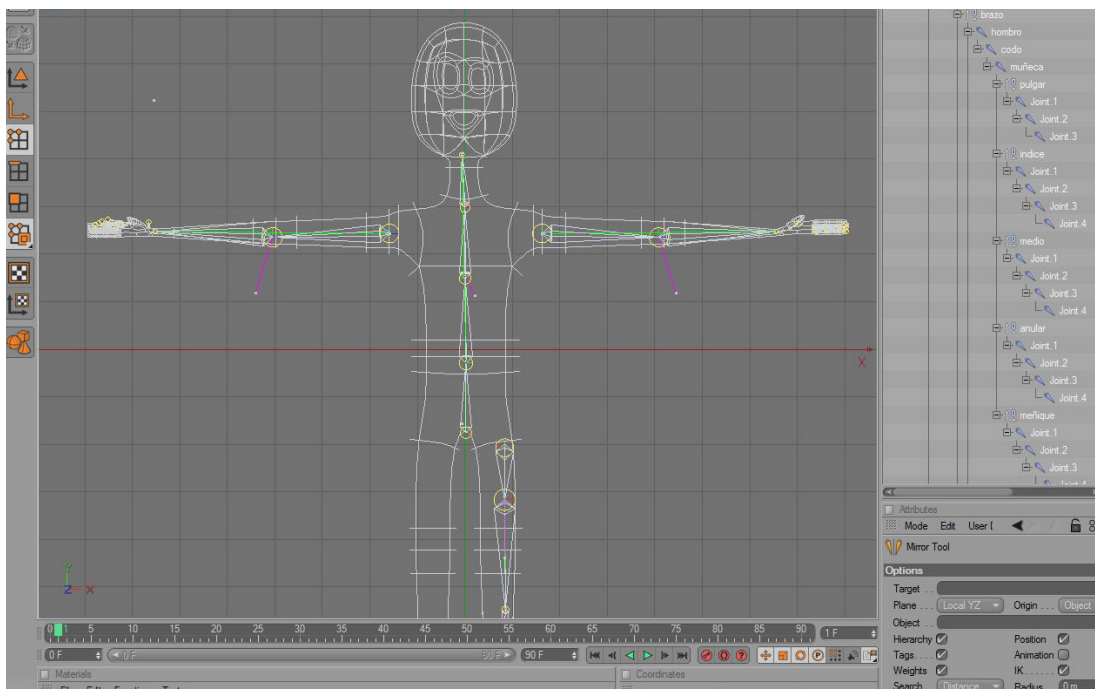 brazo
hombro
codo
muñeca
pulgar
Joint.1
Joint.2
Joint.3
indice
Joint.1
Joint.2
Joint.3
Joint.4
medio
Joint.1
Joint.2
Joint.3
Joint.4
anular
Joint.1
Joint.2
Joint.3
Joint.4
meñique
Joint.1
Joint.2
Joint.3
X
Z X
Attributes
Mode Edit User
Mirror Tool
Options
Target
Plane Local YZ Origin Object
Object
Hierarchy Position
Tags Animation
Weights IK
Search Distance Radius 0 m
0 1 5 10 15 20 25 30 35 40 45 50 55 60 65 70 75 80 85 90 1 F
0 F 0 F 90 F
Materials Coordinates